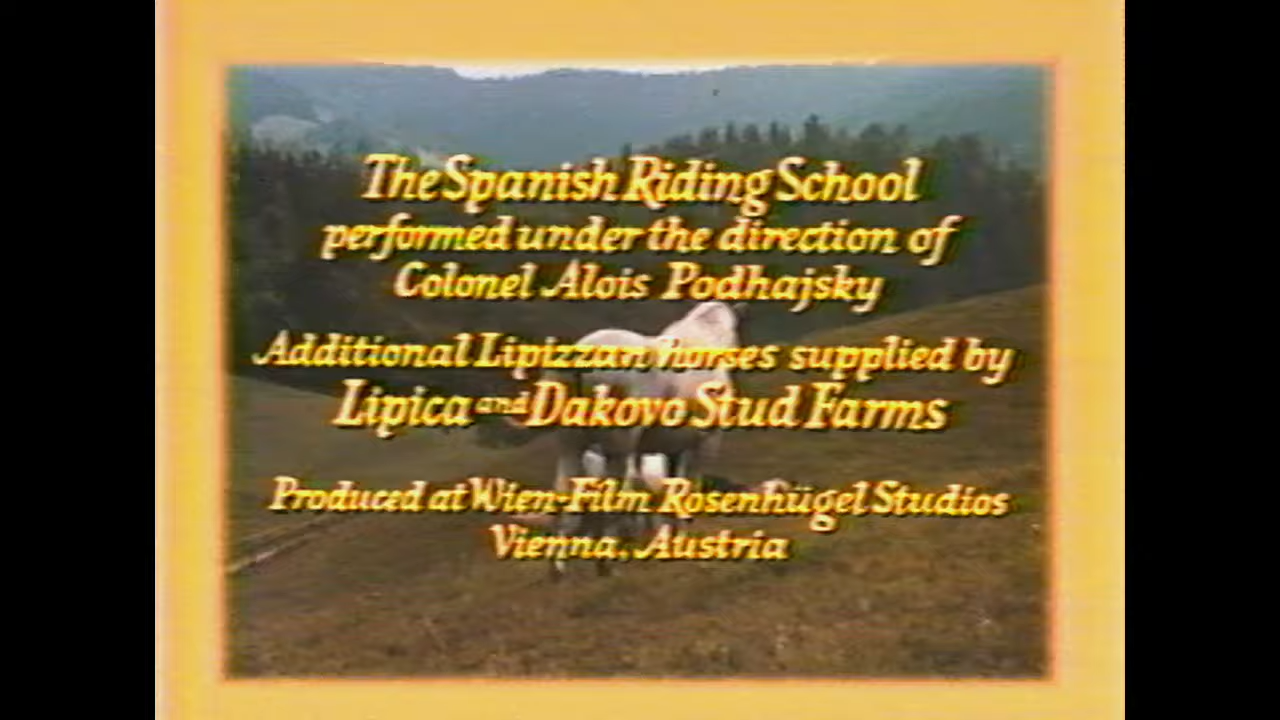 The Spanish Riding School
performed under the direction of
Colonel Alois Podhajsky
Additional Lipizzan horses supplied by
Lipica and Dakovo Stud Farms
Produced at Wien-Film Rosenhügel Studios
Vienna, Austria